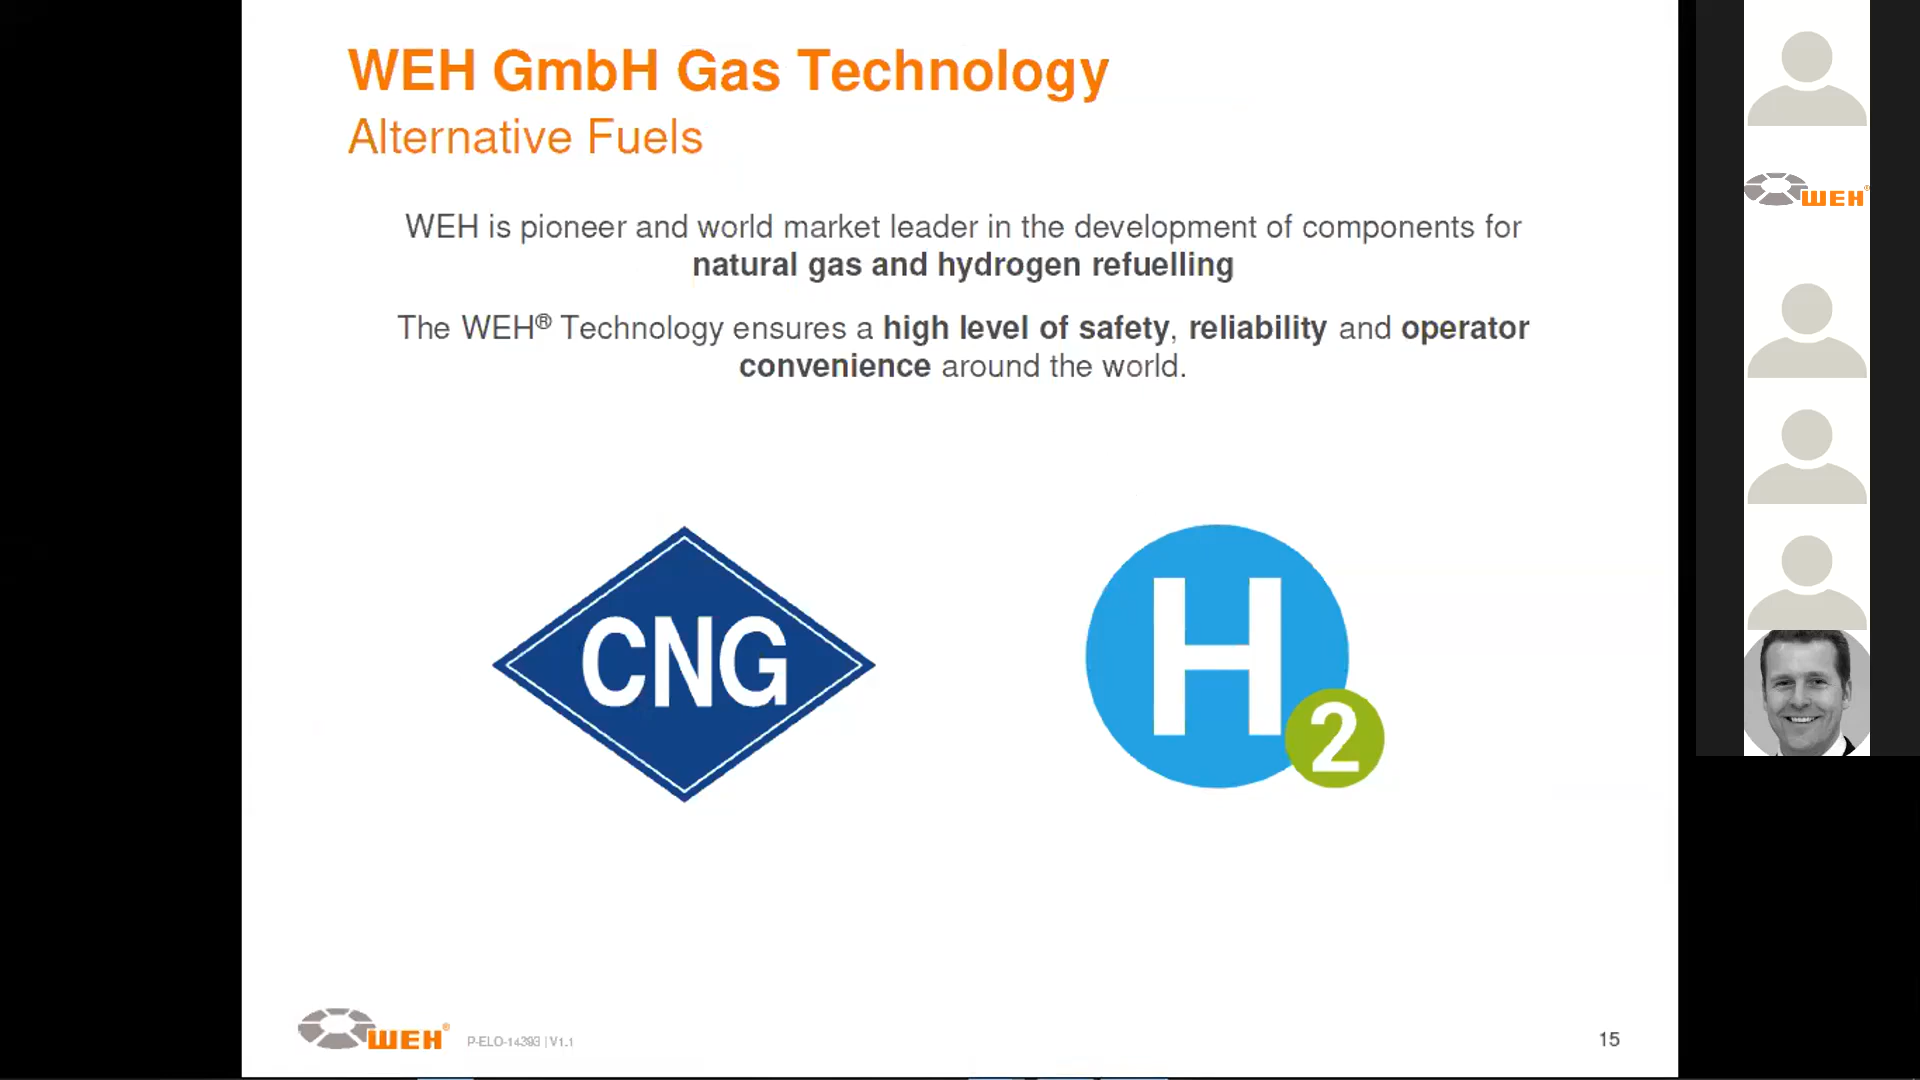 WEH GmbH Gas Technology
Alternative Fuels
WEH is pioneer and world market leader in the development of components for
natural gas and hydrogen refuelling
The WEH® Technology ensures a high level of safety, reliability and operator
convenience around the world.
CNG
H2
WEH®
P-ELO-14393 | V1.1
15
WEH®